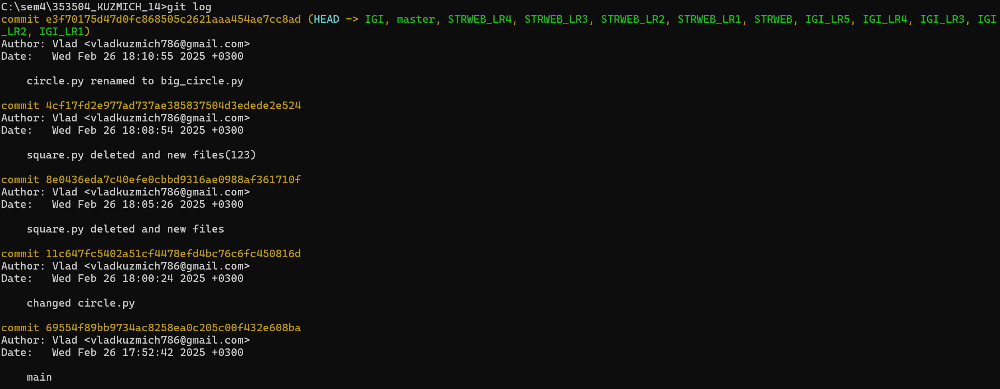 C:\sem4\353504_KUZMICH_14>git log
commit e3f70175d47d0fc868505c2621aaa454ae7cc8ad (HEAD -> IGI, master, STRWEB_LR4, STRWEB_LR3, STRWEB_LR2, STRWEB_LR1, STRWEB, IGI_LR5, IGI_LR4, IGI_LR3, IGI
_LR2, IGI_LR1)
Author: Vlad <vladkuzmich786@gmail.com>
Date:   Wed Feb 26 18:10:55 2025 +0300

    circle.py renamed to big_circle.py

commit 4cf17fd2e977ad737ae385837504d3edede2e524
Author: Vlad <vladkuzmich786@gmail.com>
Date:   Wed Feb 26 18:08:54 2025 +0300

    square.py deleted and new files(123)

commit 8e0436eda7c40efe0cbbd9316ae0988af361710f
Author: Vlad <vladkuzmich786@gmail.com>
Date:   Wed Feb 26 18:05:26 2025 +0300

    square.py deleted and new files

commit 11c647fc5402a51cf4478efd4bc76c6fc450816d
Author: Vlad <vladkuzmich786@gmail.com>
Date:   Wed Feb 26 18:00:24 2025 +0300

    changed circle.py

commit 69554f89bb9734ac8258ea0c205c00f432e608ba
Author: Vlad <vladkuzmich786@gmail.com>
Date:   Wed Feb 26 17:52:42 2025 +0300

    main